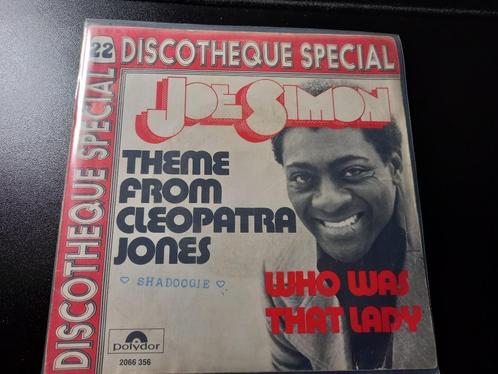 22 DISCOTHEQUE SPECIAL
DISCOTHEQUE SPECIAL
JOE SIMON
THEME
FROM
CLEOPATRA
JONES
♡ SHADOOGIE ♡
WHO WAS
THAT LADY
polydor
2066 356